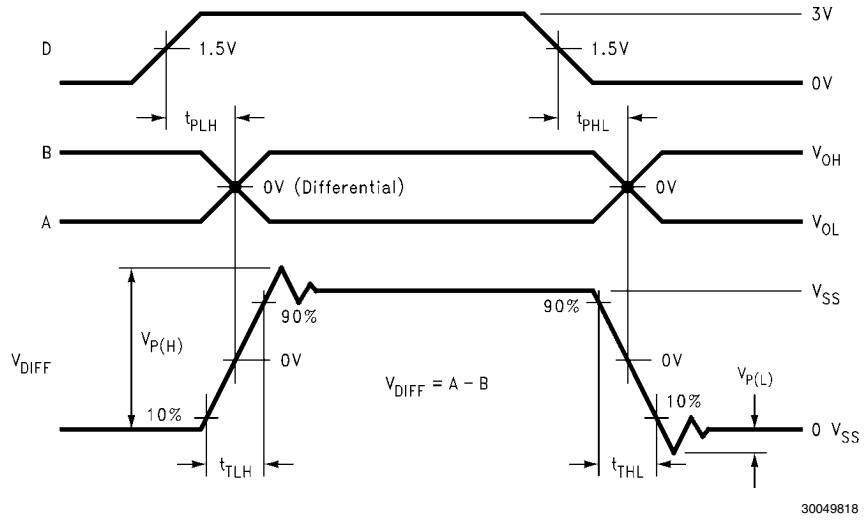 3V
D
1.5V
1.5V
0V
tPLH
tPHL
B
0V (Differential)
0V
VOH
A
VOL
90%
90%
VSS
VP(H)
VDIFF
0V
0V
VDIFF = A – B
VP(L)
10%
10%
0 VSS
tTLH
tTHL
30049818